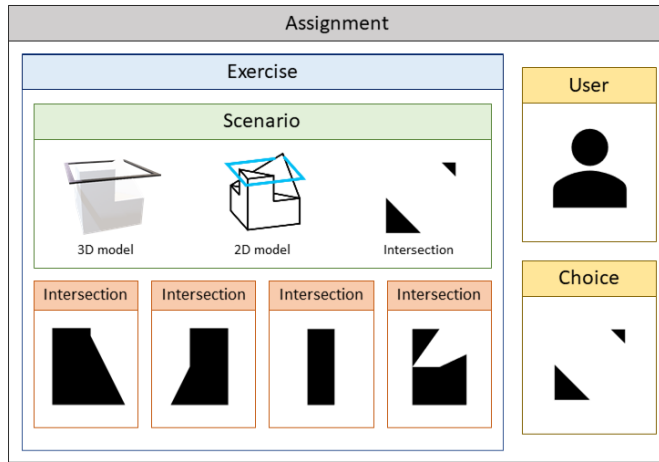 Assignment
Exercise
User
Scenario
3D model
2D model
Intersection
Choice
Intersection
Intersection
Intersection
Intersection